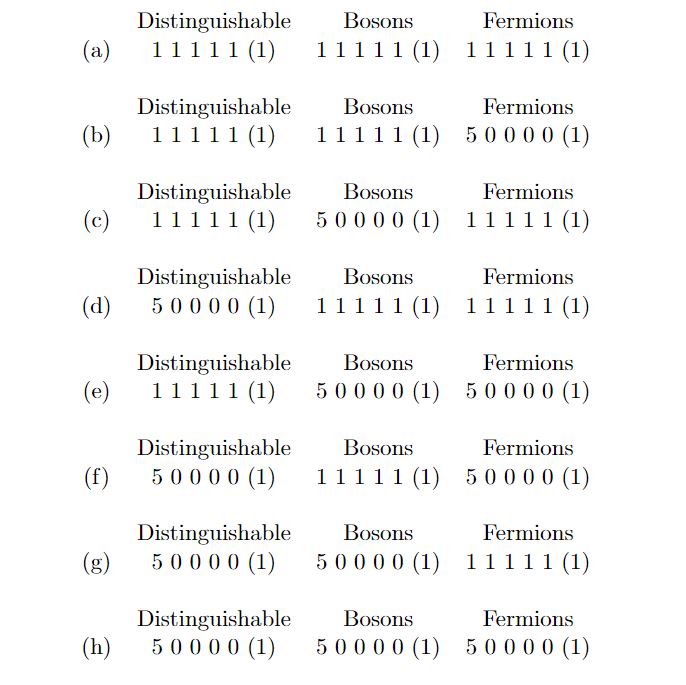 Distinguishable Bosons Fermions
(a) 1 1 1 1 1 (1) 1 1 1 1 1 (1) 1 1 1 1 1 (1)
Distinguishable Bosons Fermions
(b) 1 1 1 1 1 (1) 1 1 1 1 1 (1) 5 0 0 0 0 (1)
Distinguishable Bosons Fermions
(c) 1 1 1 1 1 (1) 5 0 0 0 0 (1) 1 1 1 1 1 (1)
Distinguishable Bosons Fermions
(d) 5 0 0 0 0 (1) 1 1 1 1 1 (1) 1 1 1 1 1 (1)
Distinguishable Bosons Fermions
(e) 1 1 1 1 1 (1) 5 0 0 0 0 (1) 5 0 0 0 0 (1)
Distinguishable Bosons Fermions
(f) 5 0 0 0 0 (1) 1 1 1 1 1 (1) 5 0 0 0 0 (1)
Distinguishable Bosons Fermions
(g) 5 0 0 0 0 (1) 5 0 0 0 0 (1) 1 1 1 1 1 (1)
Distinguishable Bosons Fermions
(h) 5 0 0 0 0 (1) 5 0 0 0 0 (1) 5 0 0 0 0 (1)